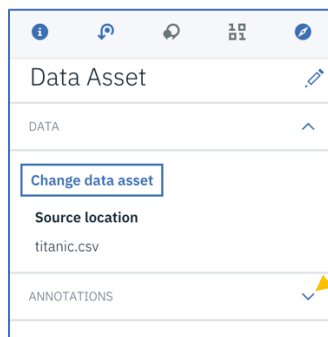 Data Asset
DATA
Change data asset
Source location
titanic.csv
ANNOTATIONS